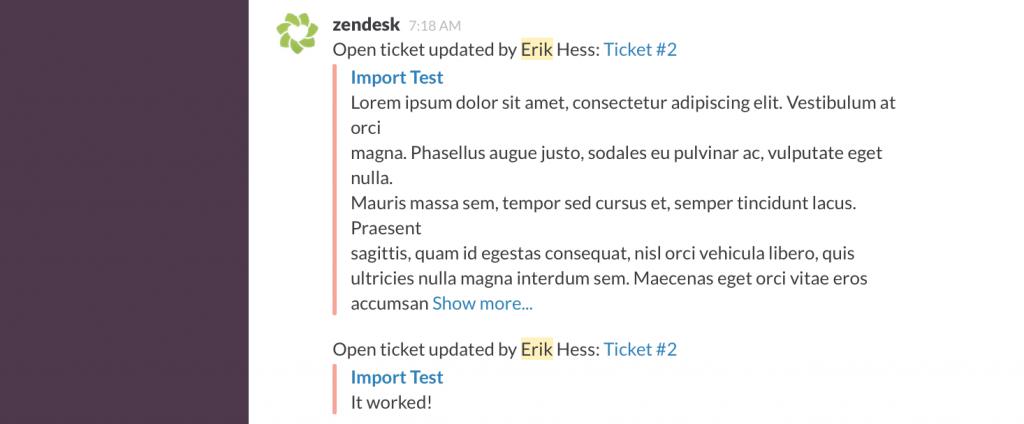 zendesk 7:18 AM
Open ticket updated by Erik Hess: Ticket #2
Import Test
Lorem ipsum dolor sit amet, consectetur adipiscing elit. Vestibulum at
orci
magna. Phasellus augue justo, sodales eu pulvinar ac, vulputate eget
nulla.
Mauris massa sem, tempor sed cursus et, semper tincidunt lacus.
Praesent
sagittis, quam id egestas consequat, nisl orci vehicula libero, quis
ultricies nulla magna interdum sem. Maecenas eget orci vitae eros
accumsan Show more...
Open ticket updated by Erik Hess: Ticket #2
Import Test
It worked!